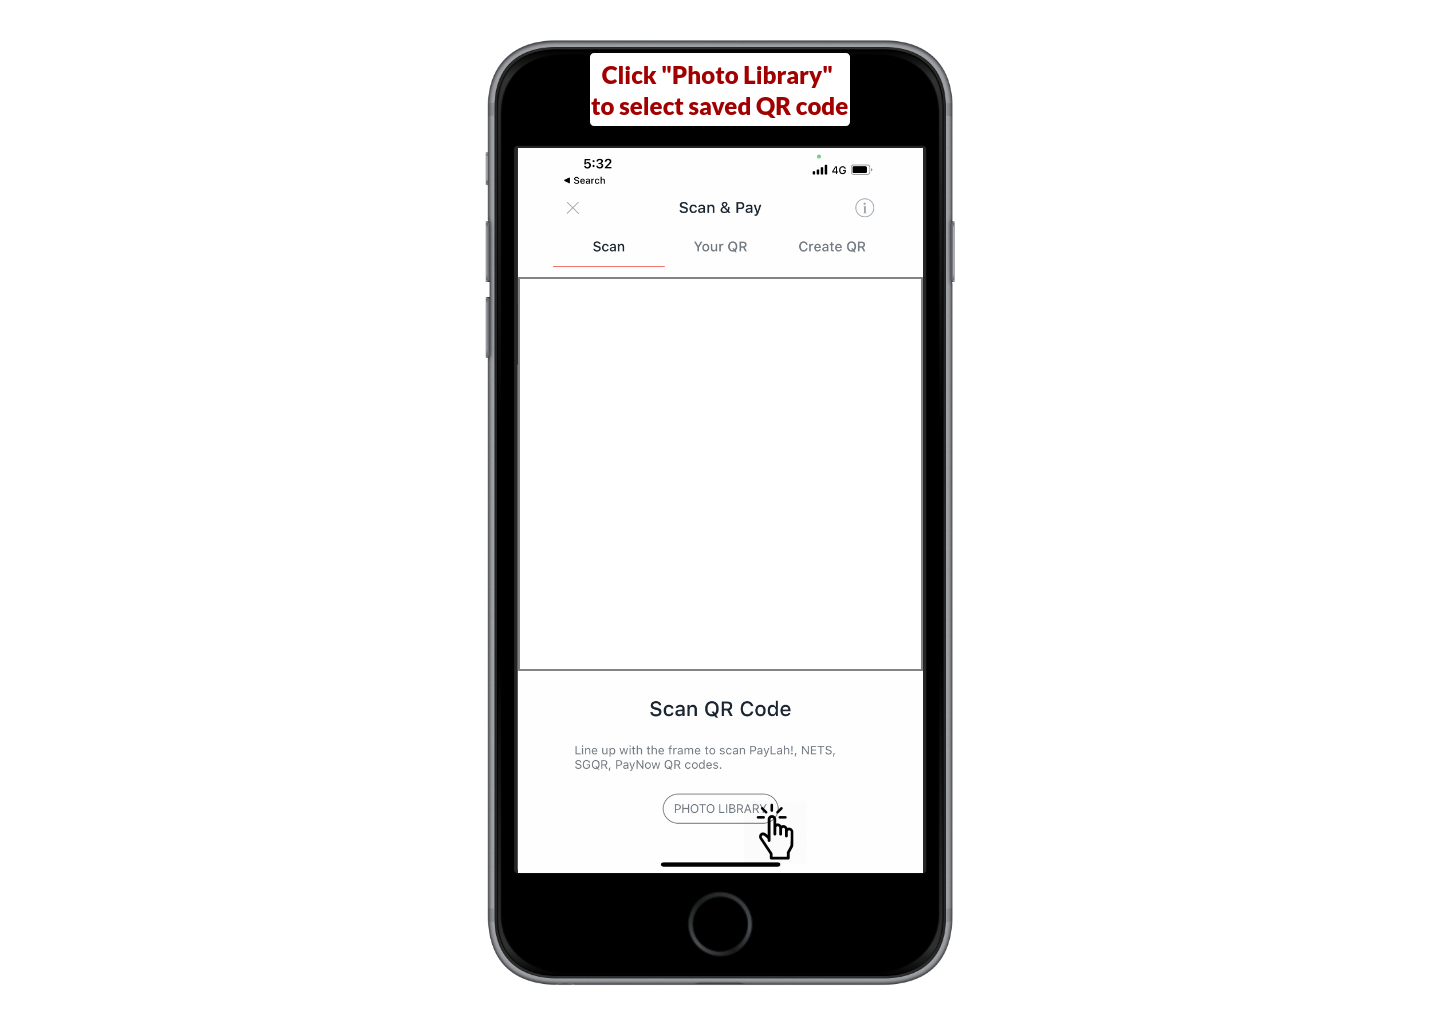 Click "Photo Library"
to select saved QR code
5:32
4G
◀ Search
Scan & Pay
Scan
Your QR
Create QR
Scan QR Code
Line up with the frame to scan PayLah!, NETS,
SGQR, PayNow QR codes.
PHOTO LIBRARY